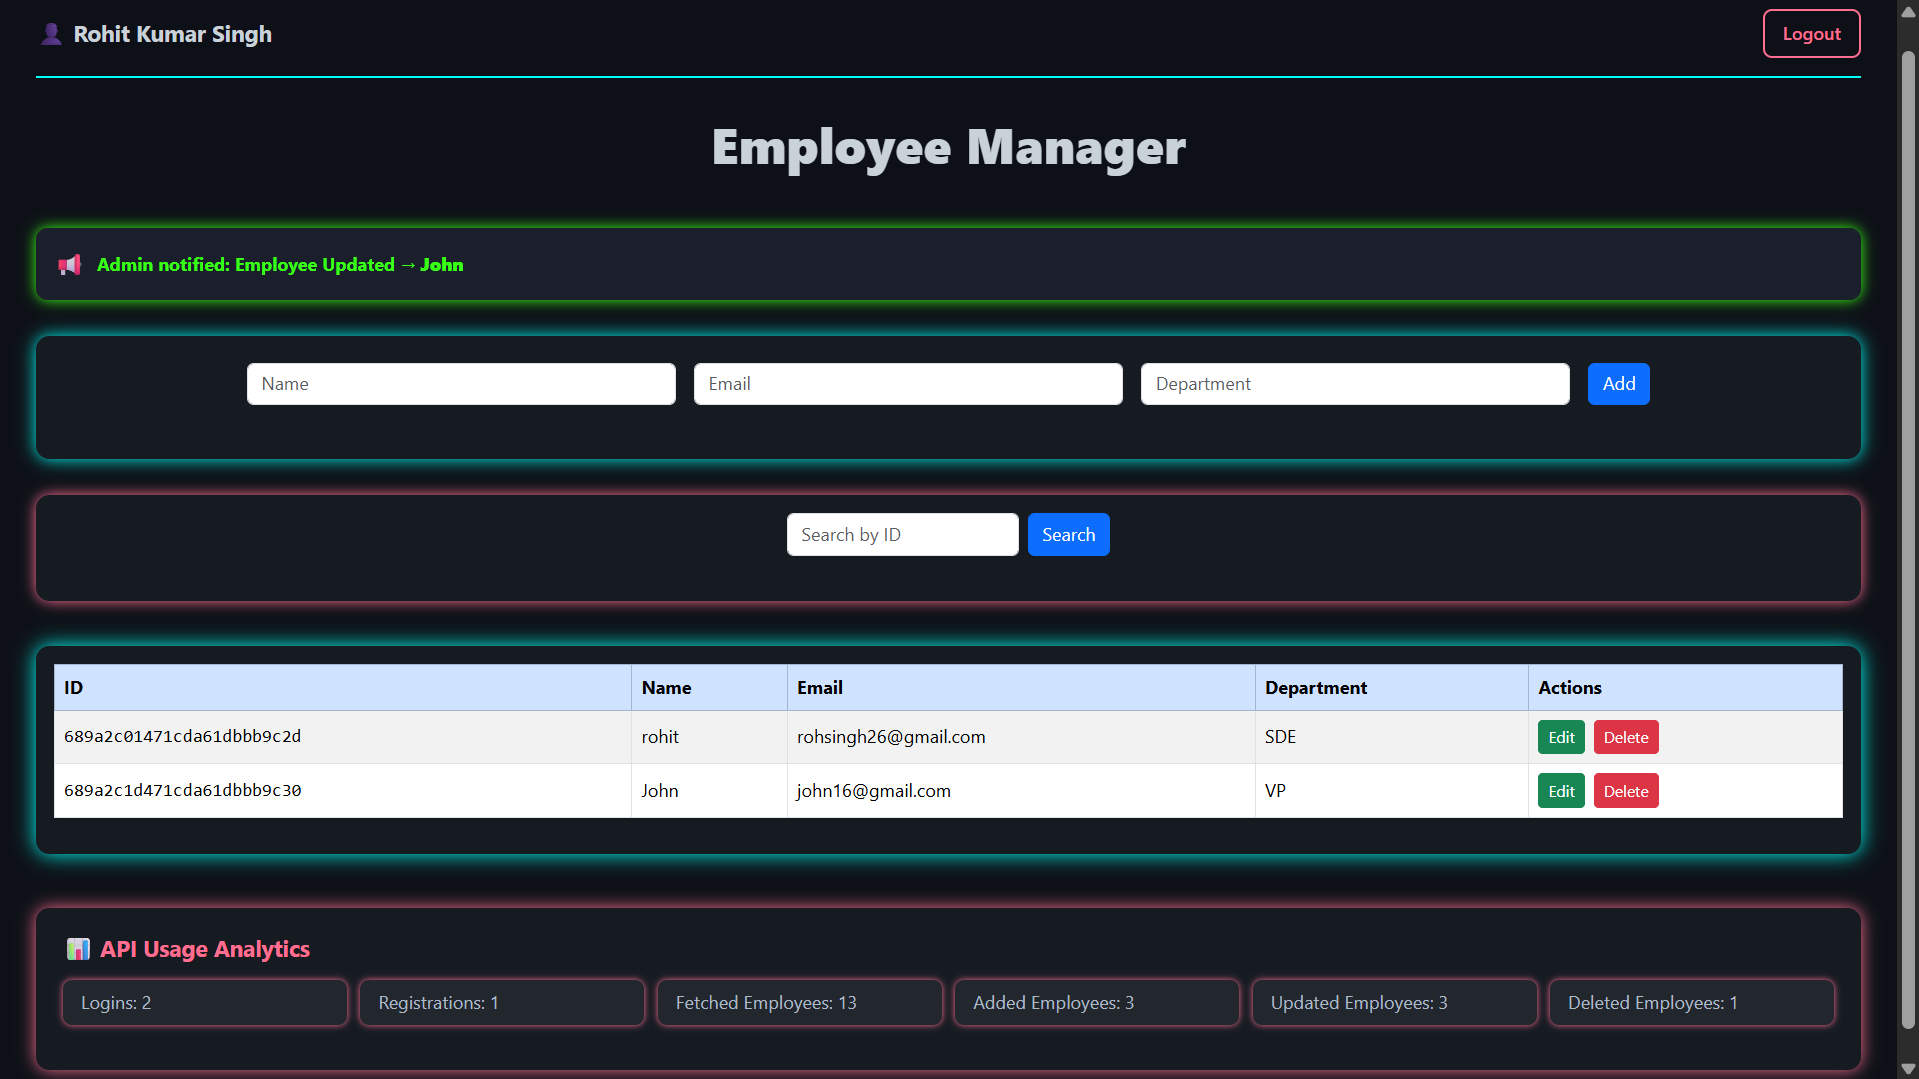 Rohit Kumar Singh
Logout
Employee Manager
Admin notified: Employee Updated → John
Name Email Department Add
Search by ID Search
ID Name Email Department Actions
689a2c01471cda61dbbb9c2d rohit rohsingh26@gmail.com SDE Edit Delete
689a2c1d471cda61dbbb9c30 John john16@gmail.com VP Edit Delete
API Usage Analytics
Logins: 2 Registrations: 1 Fetched Employees: 13 Added Employees: 3 Updated Employees: 3 Deleted Employees: 1